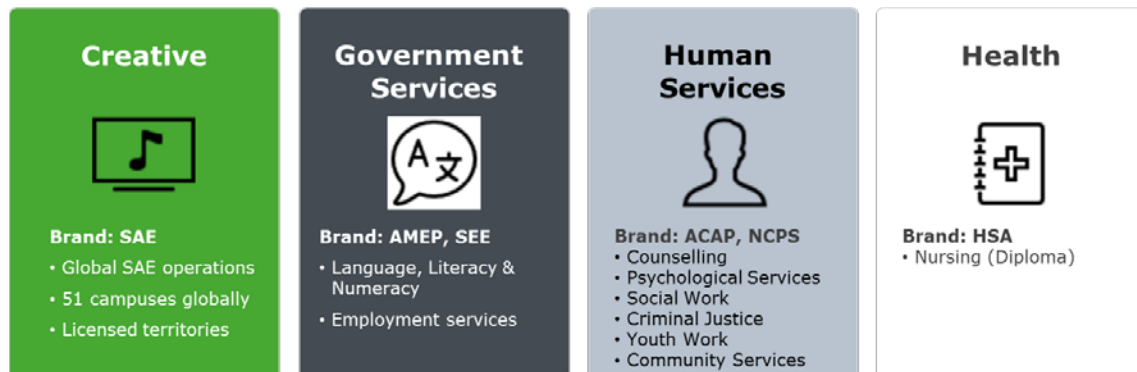 Creative
Brand: SAE
• Global SAE operations
• 51 campuses globally
• Licensed territories
Government
Services
A文
Brand: AMEP, SEE
• Language, Literacy &
Numeracy
• Employment services
Human
Services
Brand: ACAP, NCPS
• Counselling
• Psychological Services
• Social Work
• Criminal Justice
• Youth Work
• Community Services
Health
Brand: HSA
• Nursing (Diploma)